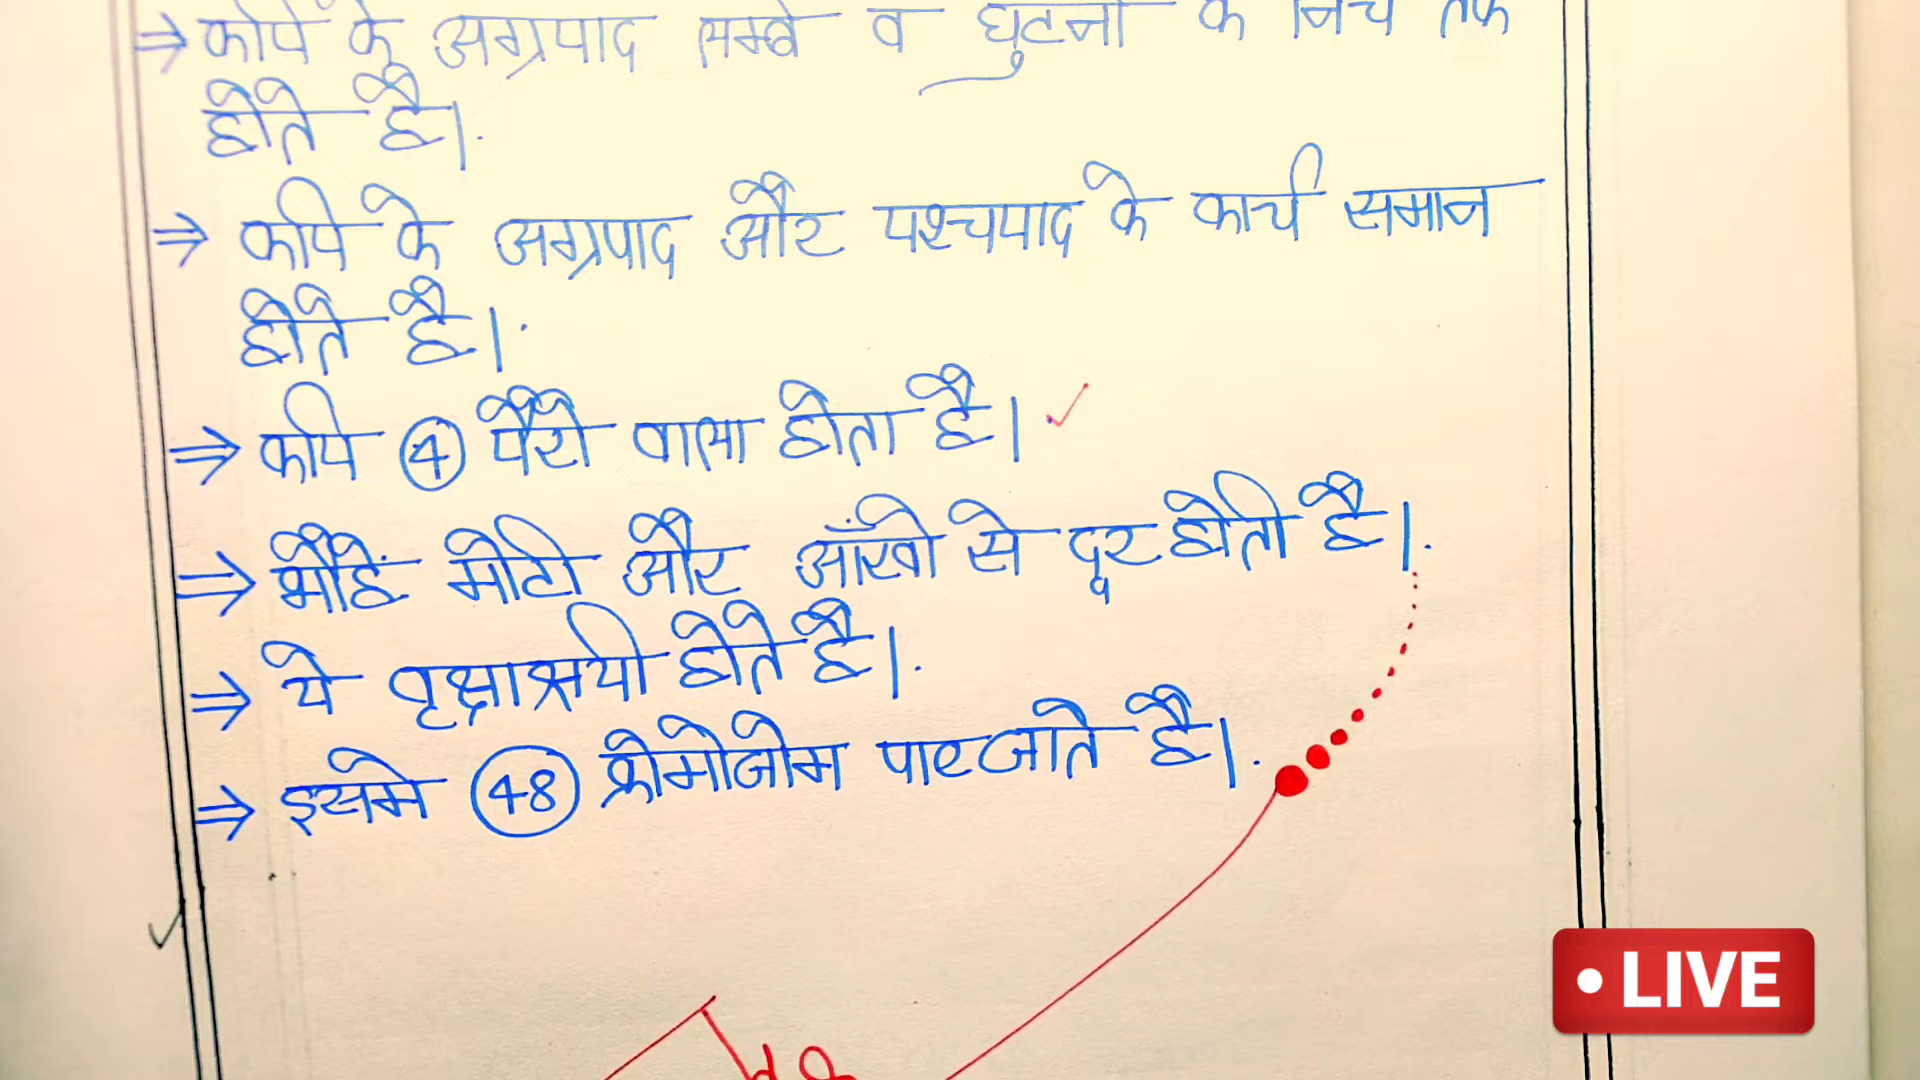 ⇒ कपि के अग्रपाद लम्बे व घुटनो के निचे तक
होते है।.
⇒ कपि के अग्रपाद और पश्चपाद के कार्य समान
होते है।.
⇒ कपि ④ पैरो वाला होता है। ✓
⇒ भौहें मोटी और आँखो से दूर होती है।.
⇒ ये वृक्षाश्रयी होते है।.
⇒ इसमे 48 क्रोमोजोम पाए जाते है।.
• LIVE